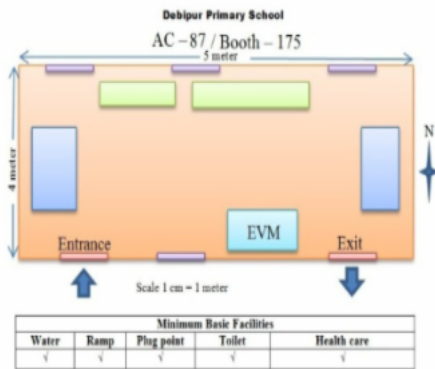 Debipur Primary School
AC – 87 / Booth – 175
5 meter
4 meter
N
EVM
Entrance
Exit
Scale 1 cm = 1 meter
Minimum Basic Facilities
Water Ramp Plug point Toilet Health care
√ √ √ √ √